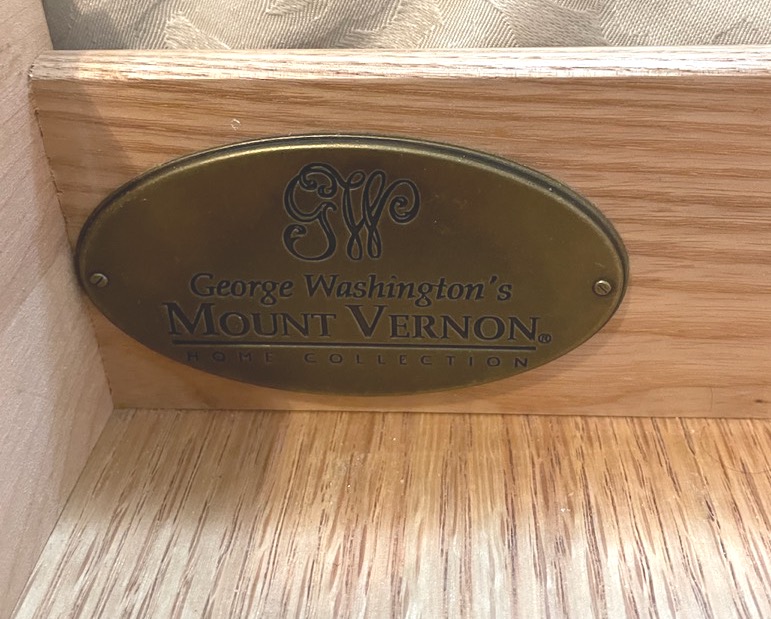 GW
George Washington's
MOUNT VERNON®
HOME COLLECTION